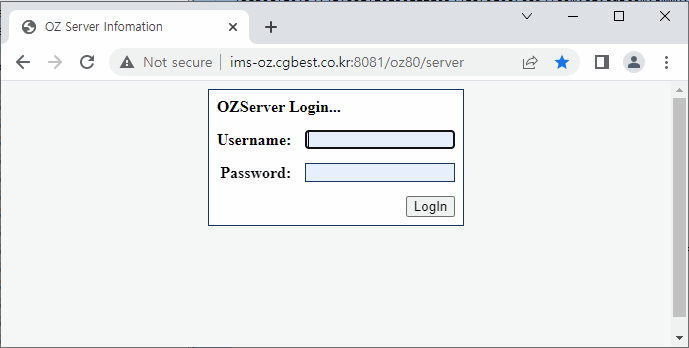 OZ Server Infomation
Not secure | ims-oz.cgbest.co.kr:8081/oz80/server
OZServer Login...
Username:
Password:
LogIn